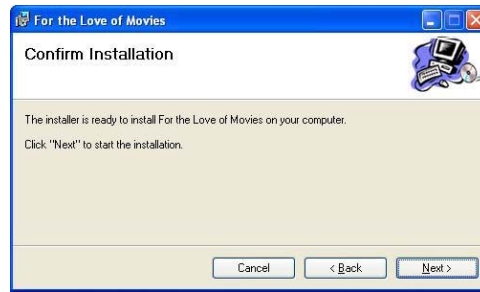 For the Love of Movies
Confirm Installation
The installer is ready to install For the Love of Movies on your computer.
Click "Next" to start the installation.
Cancel
< Back
Next >